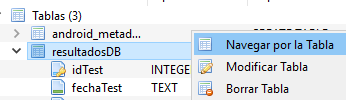 Tablas (3)
android_metad...
resultadosDB
idTest INTEGE
fechaTest TEXT
Navegar por la Tabla
Modificar Tabla
Borrar Tabla